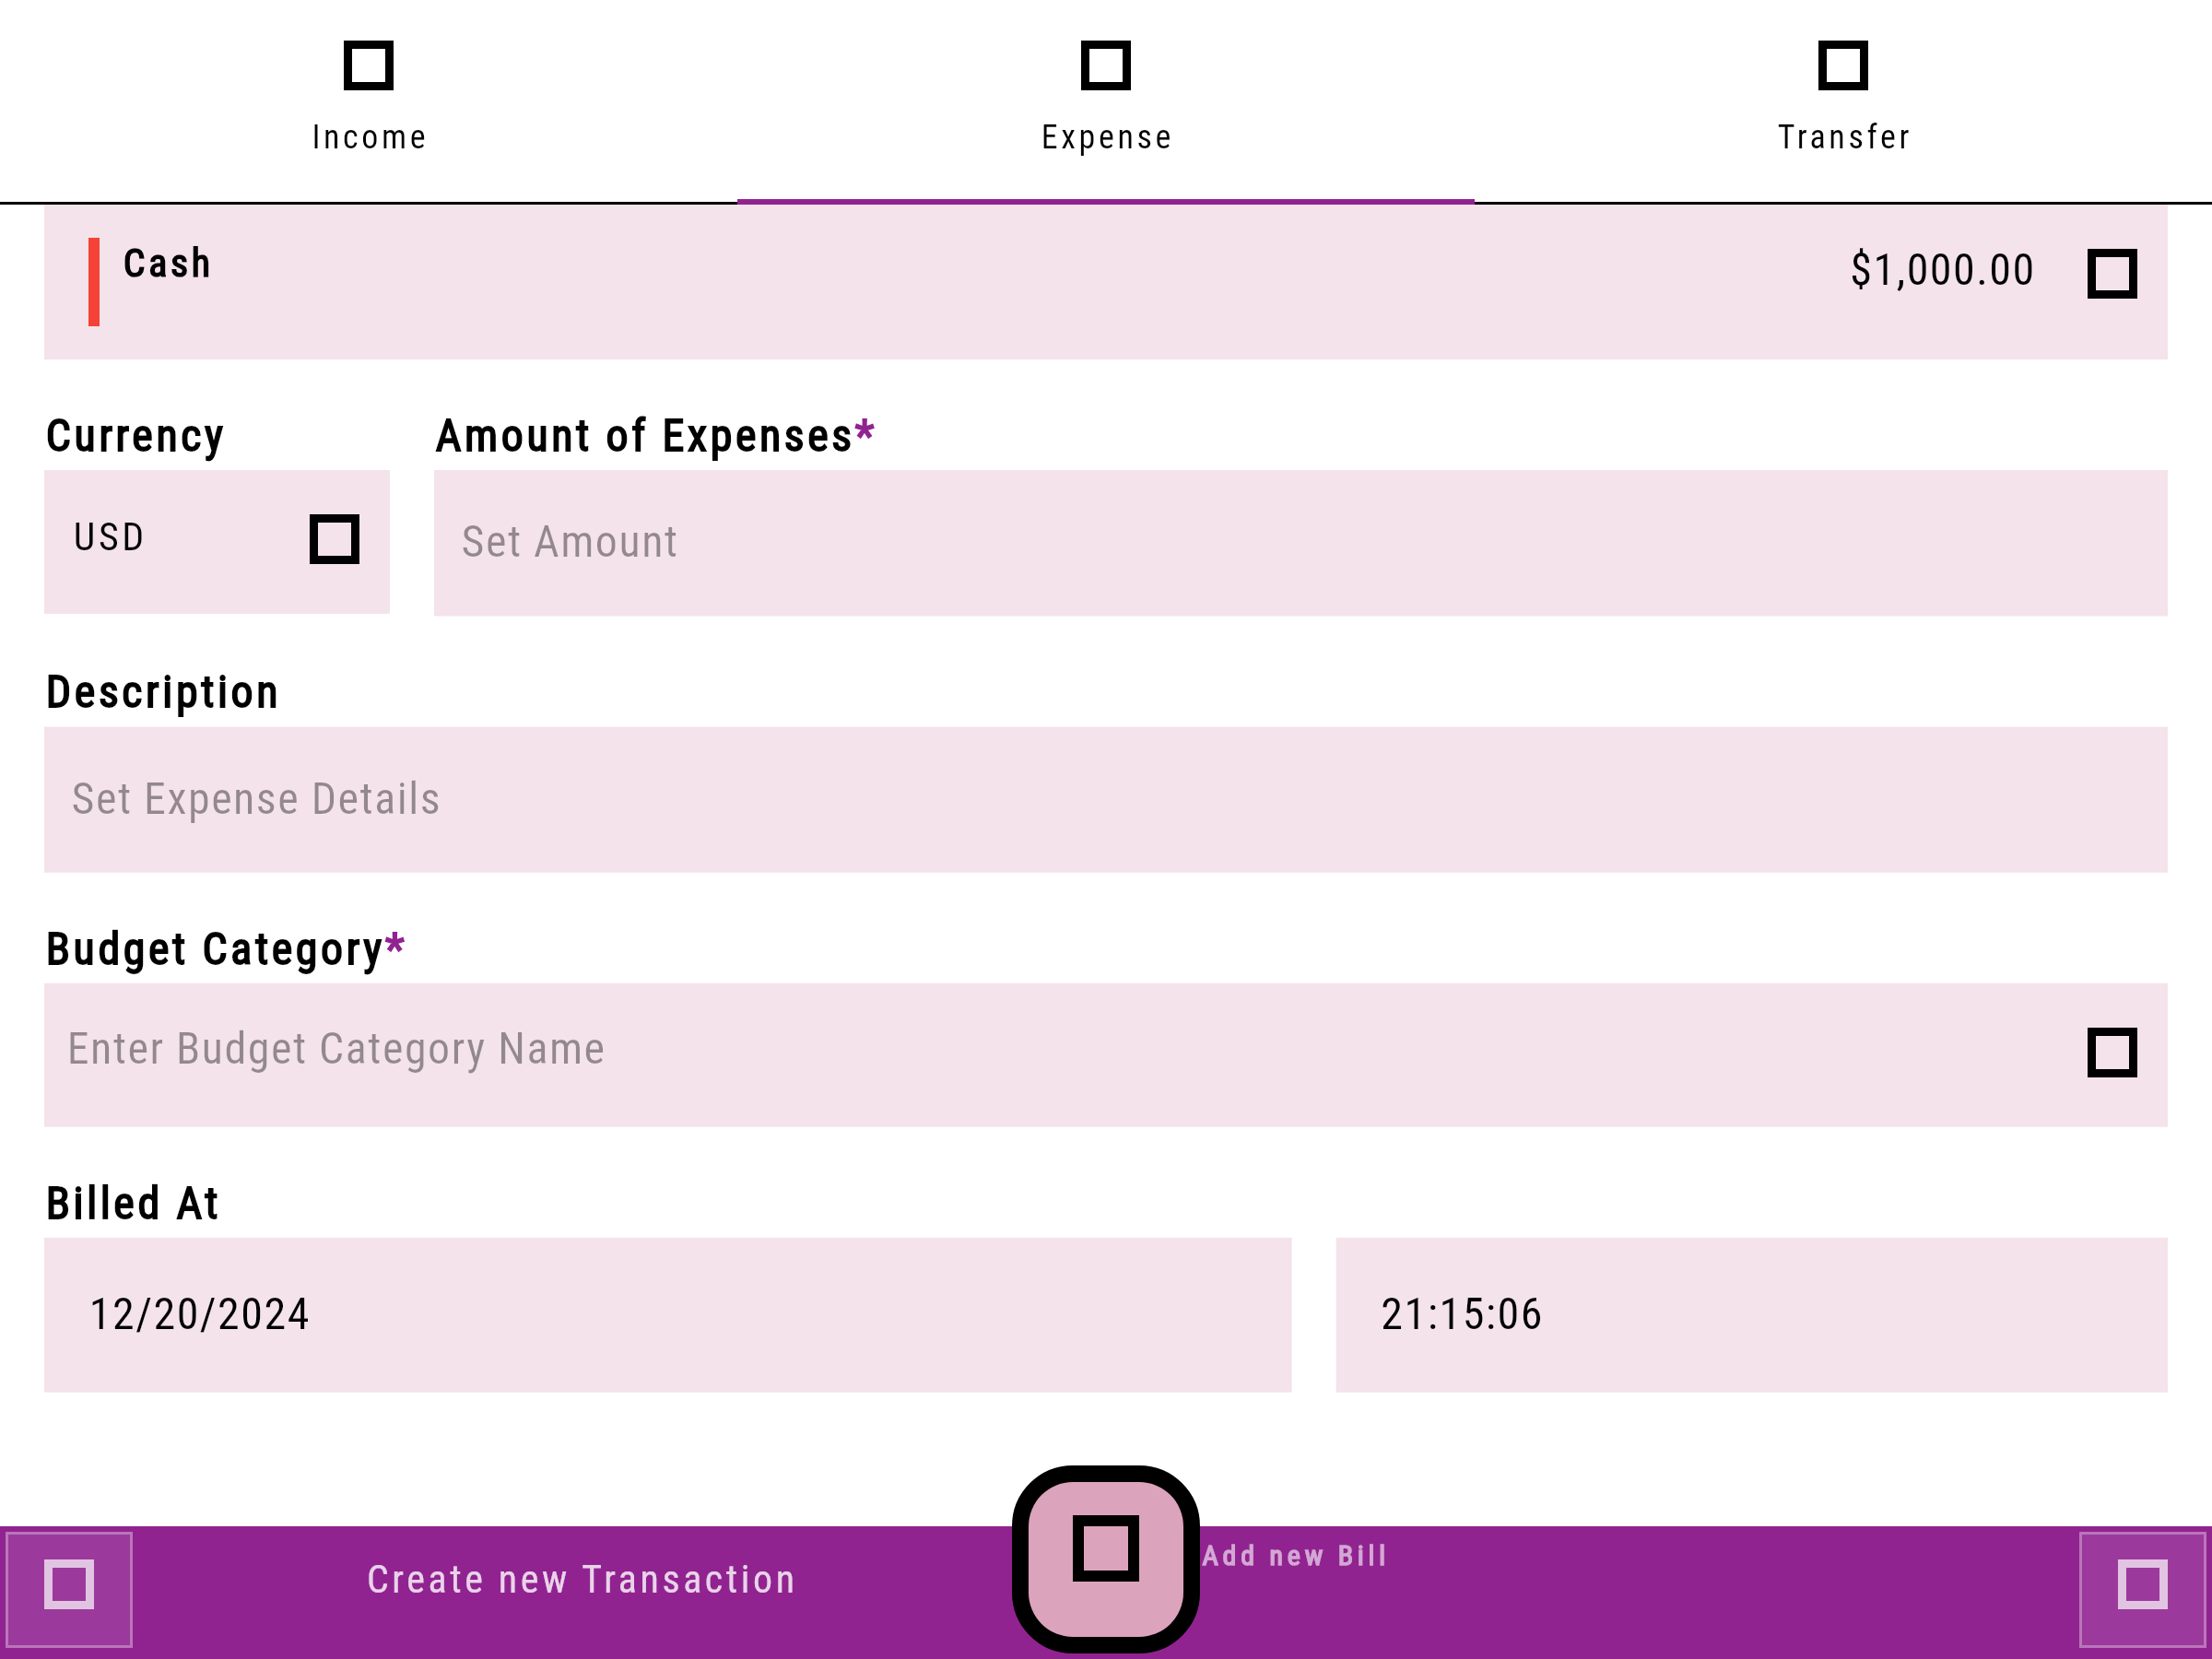 Income
Expense
Transfer
Cash
$1,000.00
Currency
Amount of Expenses*
USD
Set Amount
Description
Set Expense Details
Budget Category*
Enter Budget Category Name
Billed At
12/20/2024
21:15:06
Create new Transaction
Add new Bill